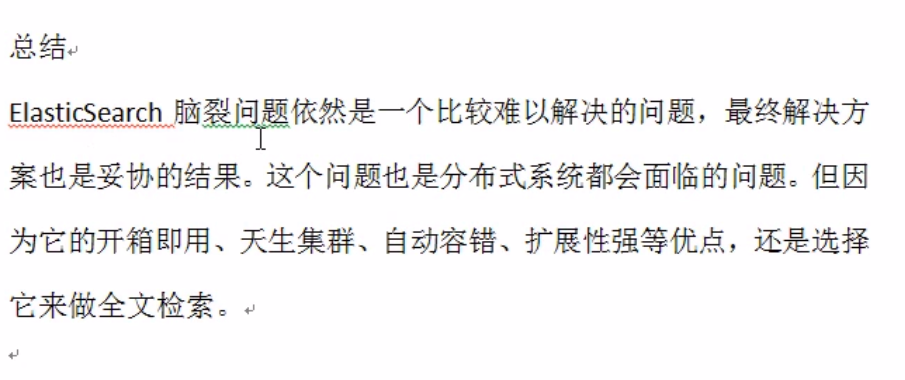 总结
ElasticSearch 脑裂问题依然是一个比较难以解决的问题，最终解决方
案也是妥协的结果。这个问题也是分布式系统都会面临的问题。但因
为它的开箱即用、天生集群、自动容错、扩展性强等优点，还是选择
它来做全文检索。